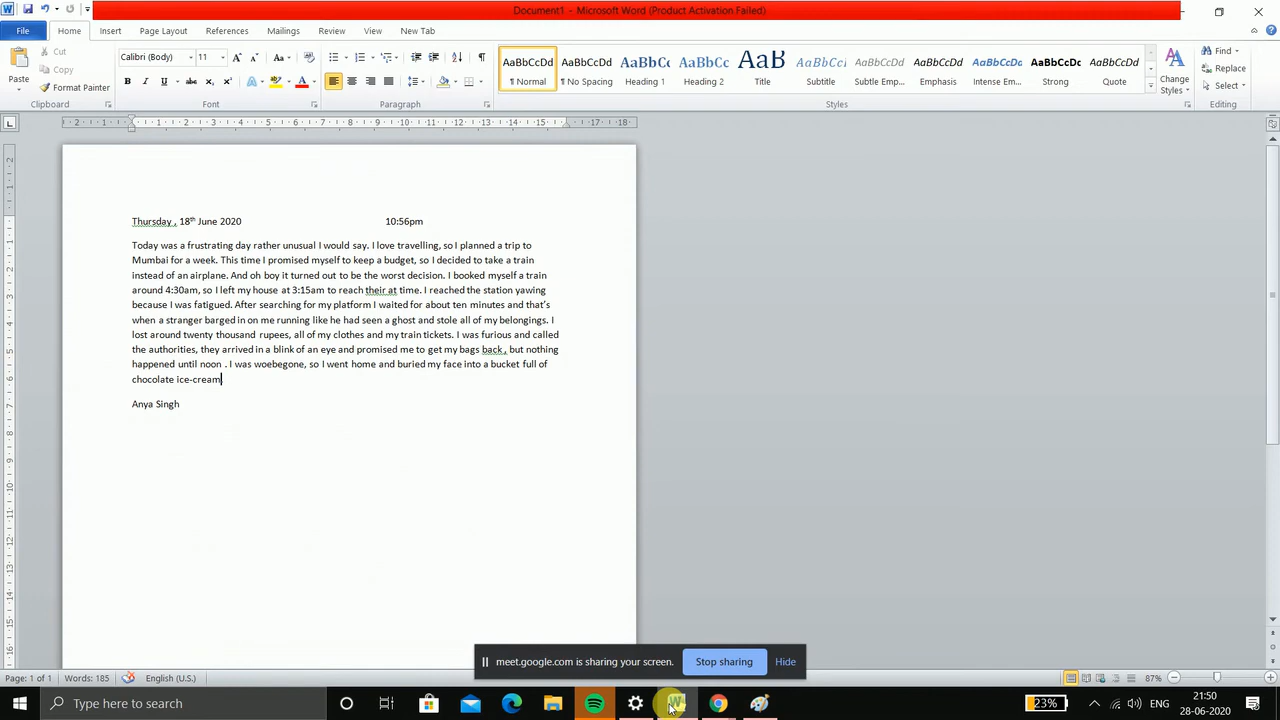 Document1 - Microsoft Word (Product Activation Failed)
File Home Insert Page Layout References Mailings Review View New Tab
Cut
Copy
Format Painter
Paste
Clipboard
Calibri (Body) 11
Font
Paragraph
AaBbCcDd AaBbCcDd AaBbCc AaBbCc AaB AaBbCcl AaBbCcDd AaBbCcDd AaBbCcDd AaBbCcDc AaBbCcDd
¶ Normal ¶ No Spacing Heading 1 Heading 2 Title Subtitle Subtle Emp... Emphasis Intense Em... Strong Quote
Styles
Change
Styles
Find
Replace
Select
Editing
Thursday , 18th June 2020 10:56pm
Today was a frustrating day rather unusual I would say. I love travelling, so I planned a trip to
Mumbai for a week. This time I promised myself to keep a budget, so I decided to take a train
instead of an airplane. And oh boy it turned out to be the worst decision. I booked myself a train
around 4:30am, so I left my house at 3:15am to reach their at time. I reached the station yawing
because I was fatigued. After searching for my platform I waited for about ten minutes and that's
when a stranger barged in on me running like he had seen a ghost and stole all of my belongings. I
lost around twenty thousand rupees, all of my clothes and my train tickets. I was furious and called
the authorities, they arrived in a blink of an eye and promised me to get my bags back , but nothing
happened until noon . I was woebegone, so I went home and buried my face into a bucket full of
chocolate ice-cream
Anya Singh
meet.google.com is sharing your screen. Stop sharing Hide
Page: 1 of 1 Words: 185 English (U.S.) 87%
Type here to search
23%
ENG
21:50
28-06-2020